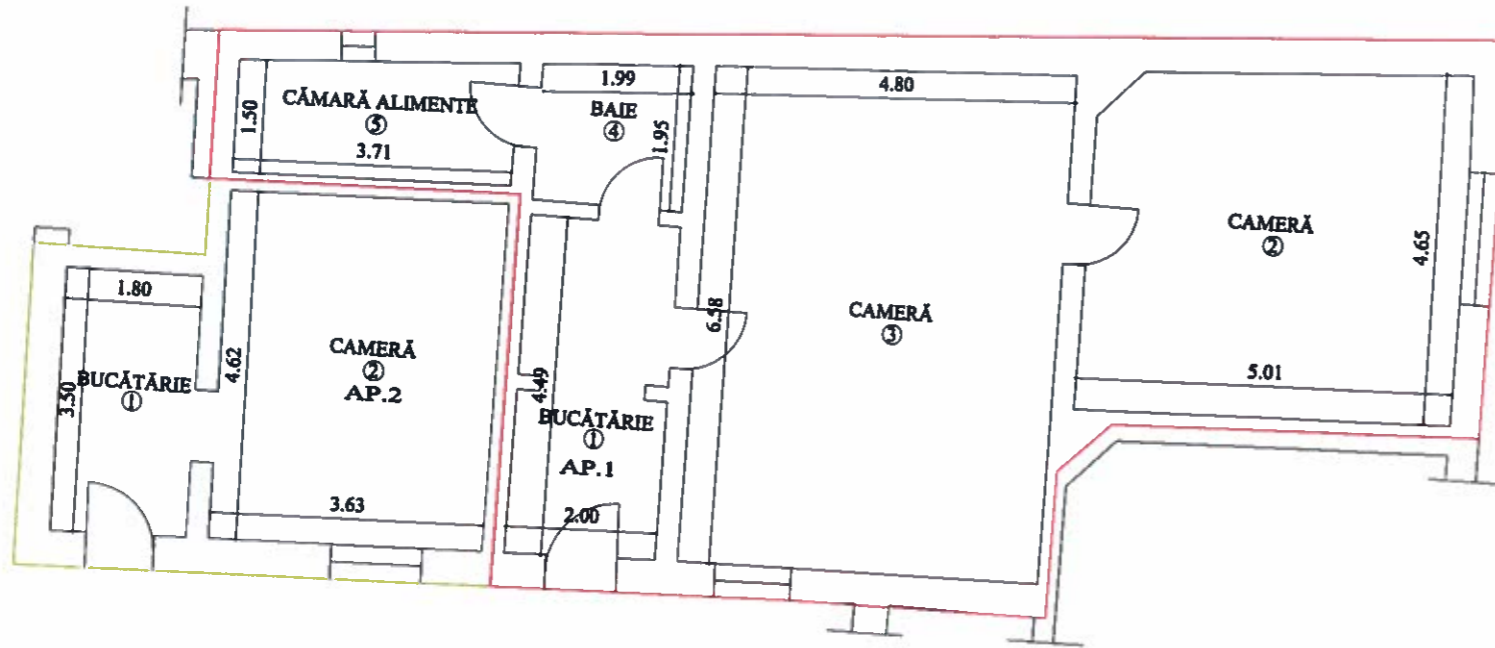 CĂMARĂ ALIMENTE
⑤
1.50
3.71
1.99
BAIE
④
1.95
4.80
CAMERĂ
②
4.65
5.01
1.80
BUCĂTĂRIE
①
3.50
4.62
CAMERĂ
②
AP.2
3.63
4.49
BUCĂTĂRIE
①
AP.1
2.00
6.58
CAMERĂ
③